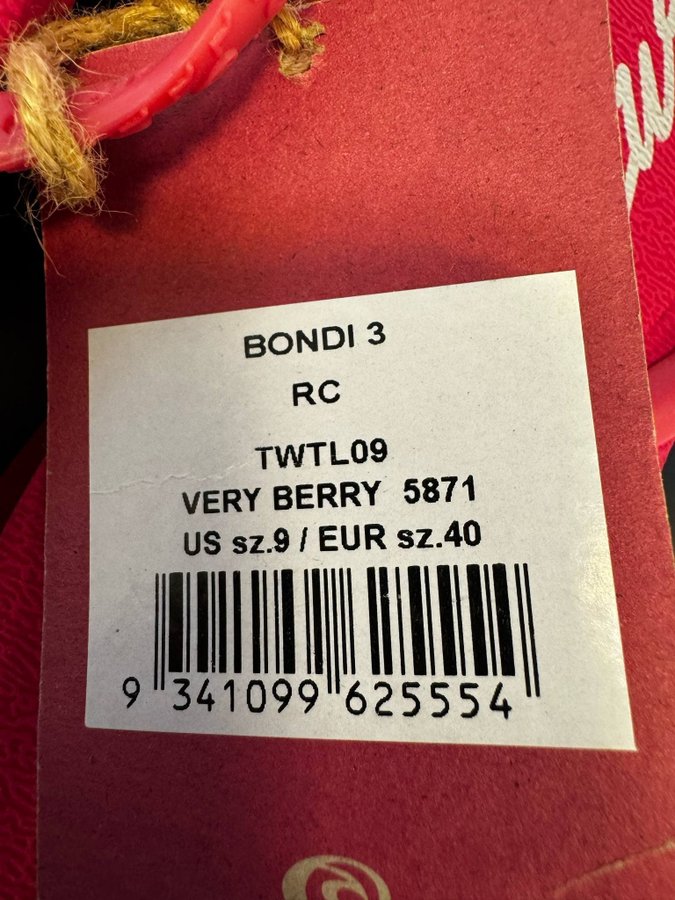 BONDI 3
RC
TWTL09
VERY BERRY 5871
US sz.9 / EUR sz.40
9 341099 625554